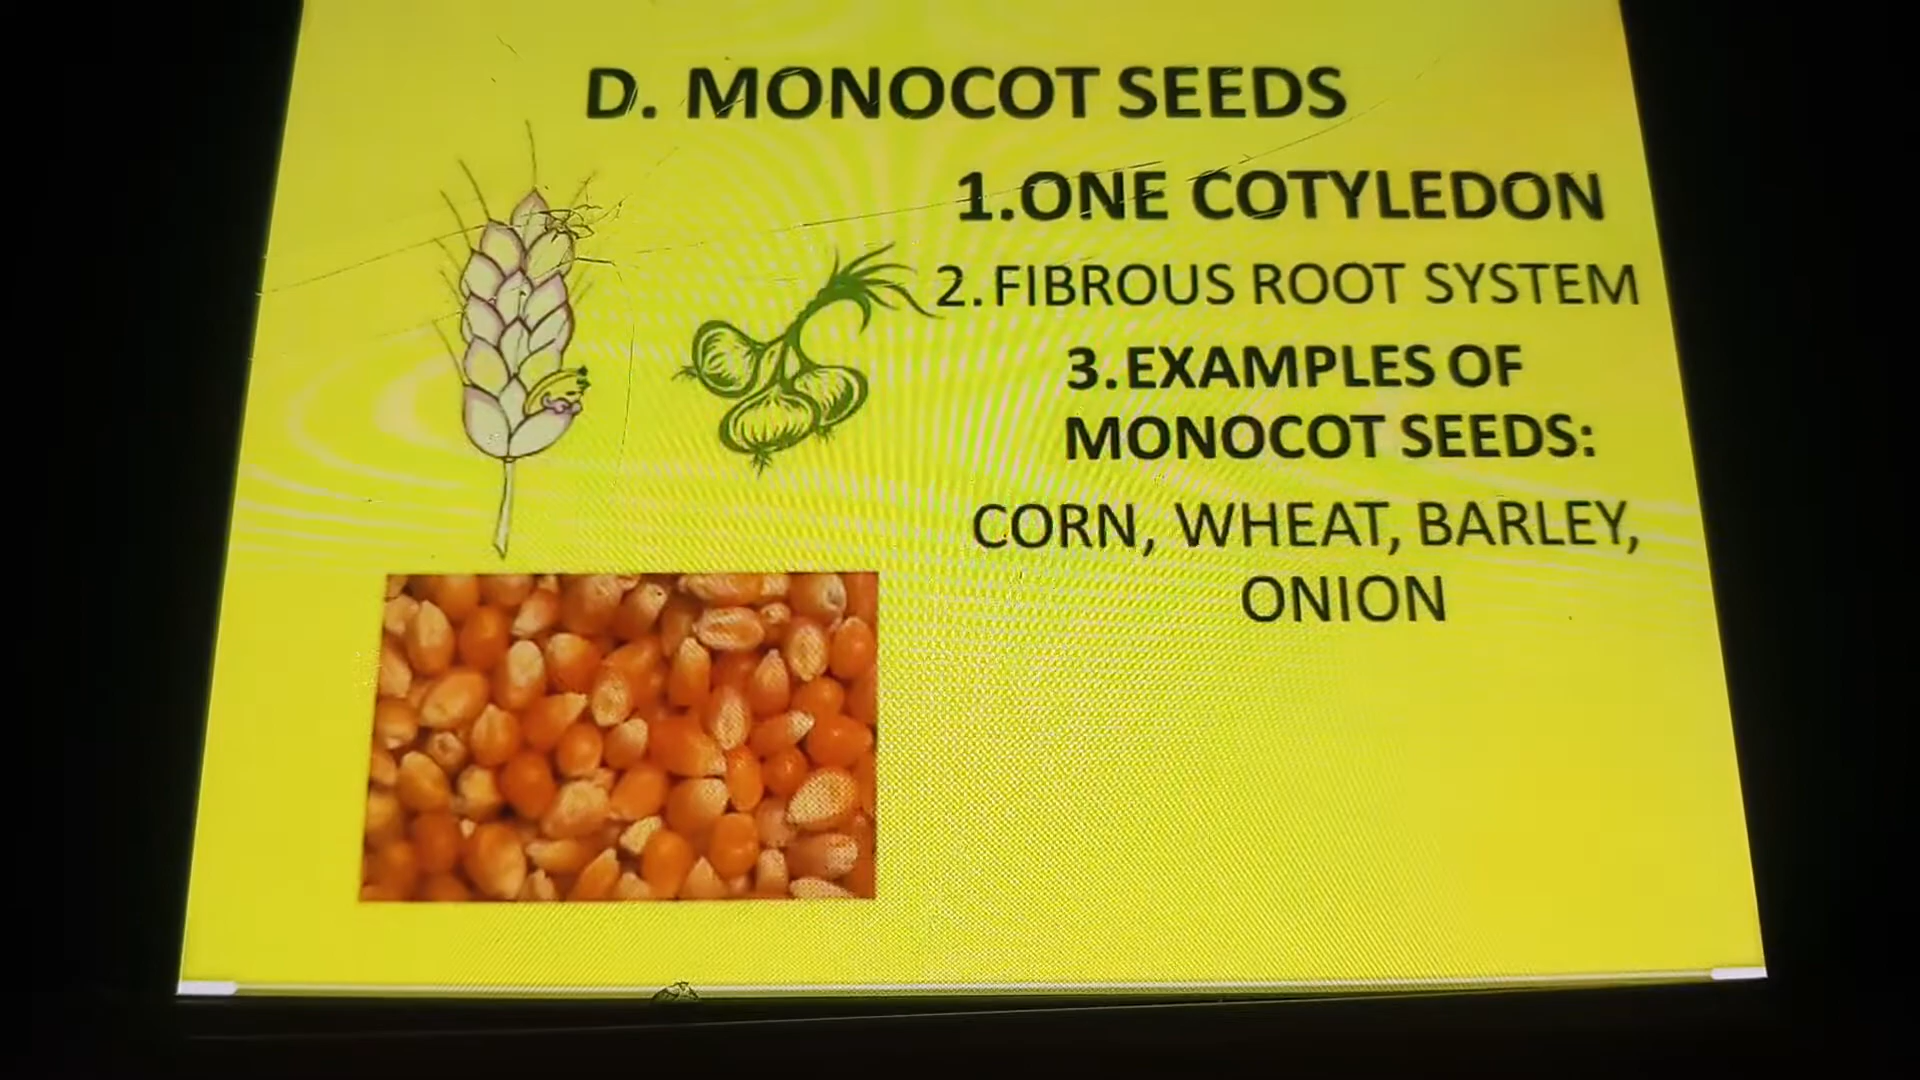 D. MONOCOT SEEDS
1.ONE COTYLEDON
2.FIBROUS ROOT SYSTEM
3.EXAMPLES OF
MONOCOT SEEDS:
CORN, WHEAT, BARLEY,
ONION